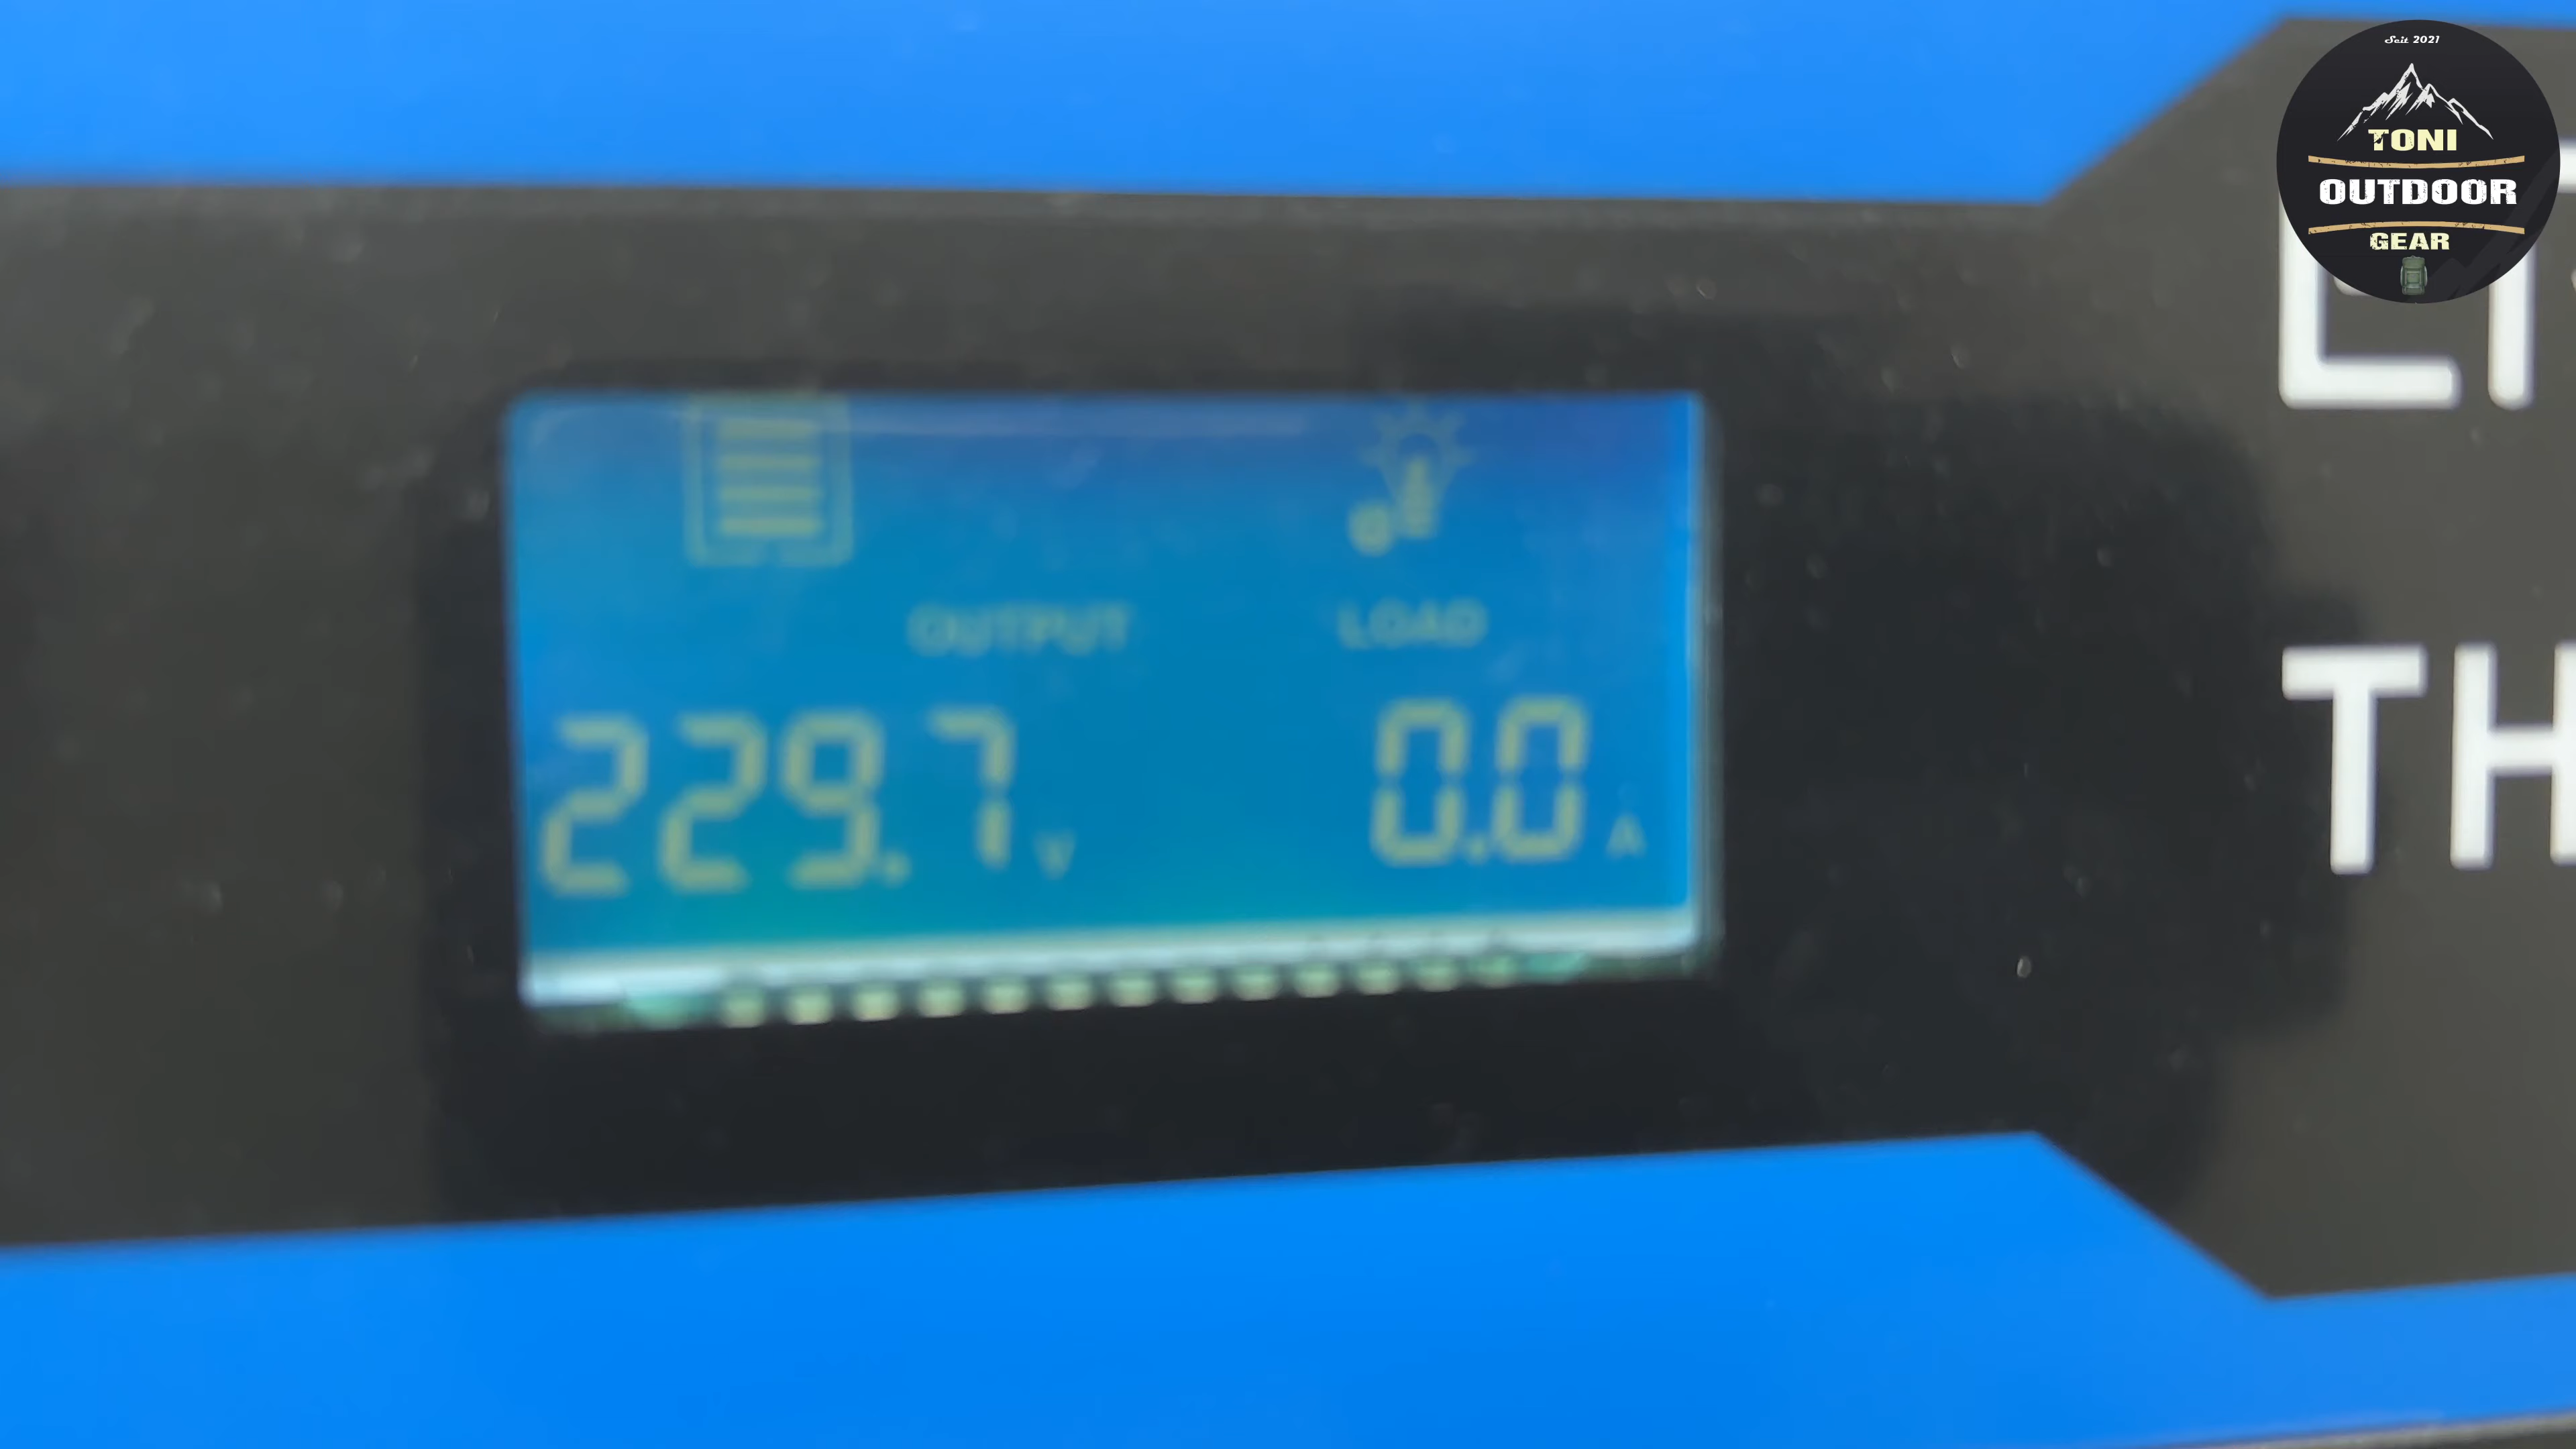 Seit 2021
TONI
OUTDOOR
GEAR
OUTPUT LOAD
229.7 V 0.0 A
TH